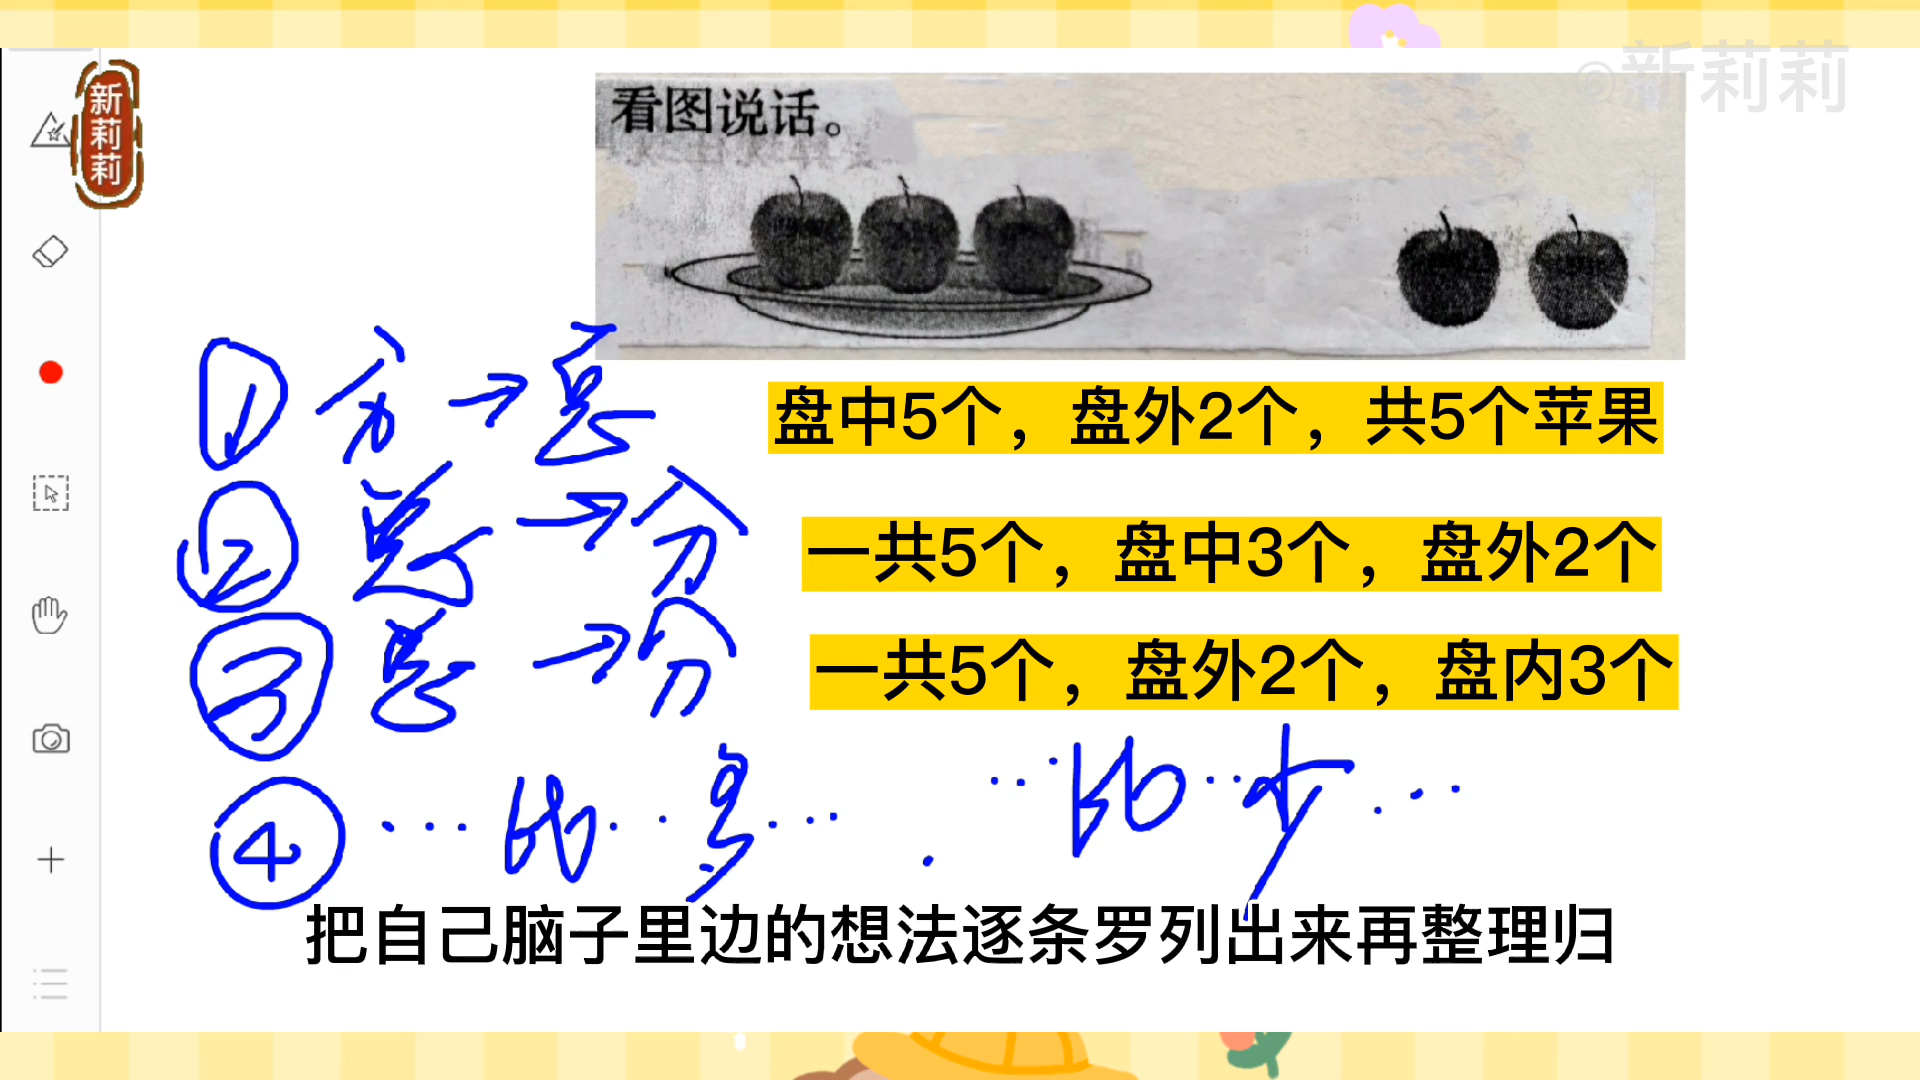 ©新莉莉
新
莉
莉
看图说话。
① 分→总
盘中5个，盘外2个，共5个苹果
② 总→分
一共5个，盘中3个，盘外2个
③ 总→分
一共5个，盘外2个，盘内3个
④ ...比..多... ...比..少...
把自己脑子里边的想法逐条罗列出来再整理归